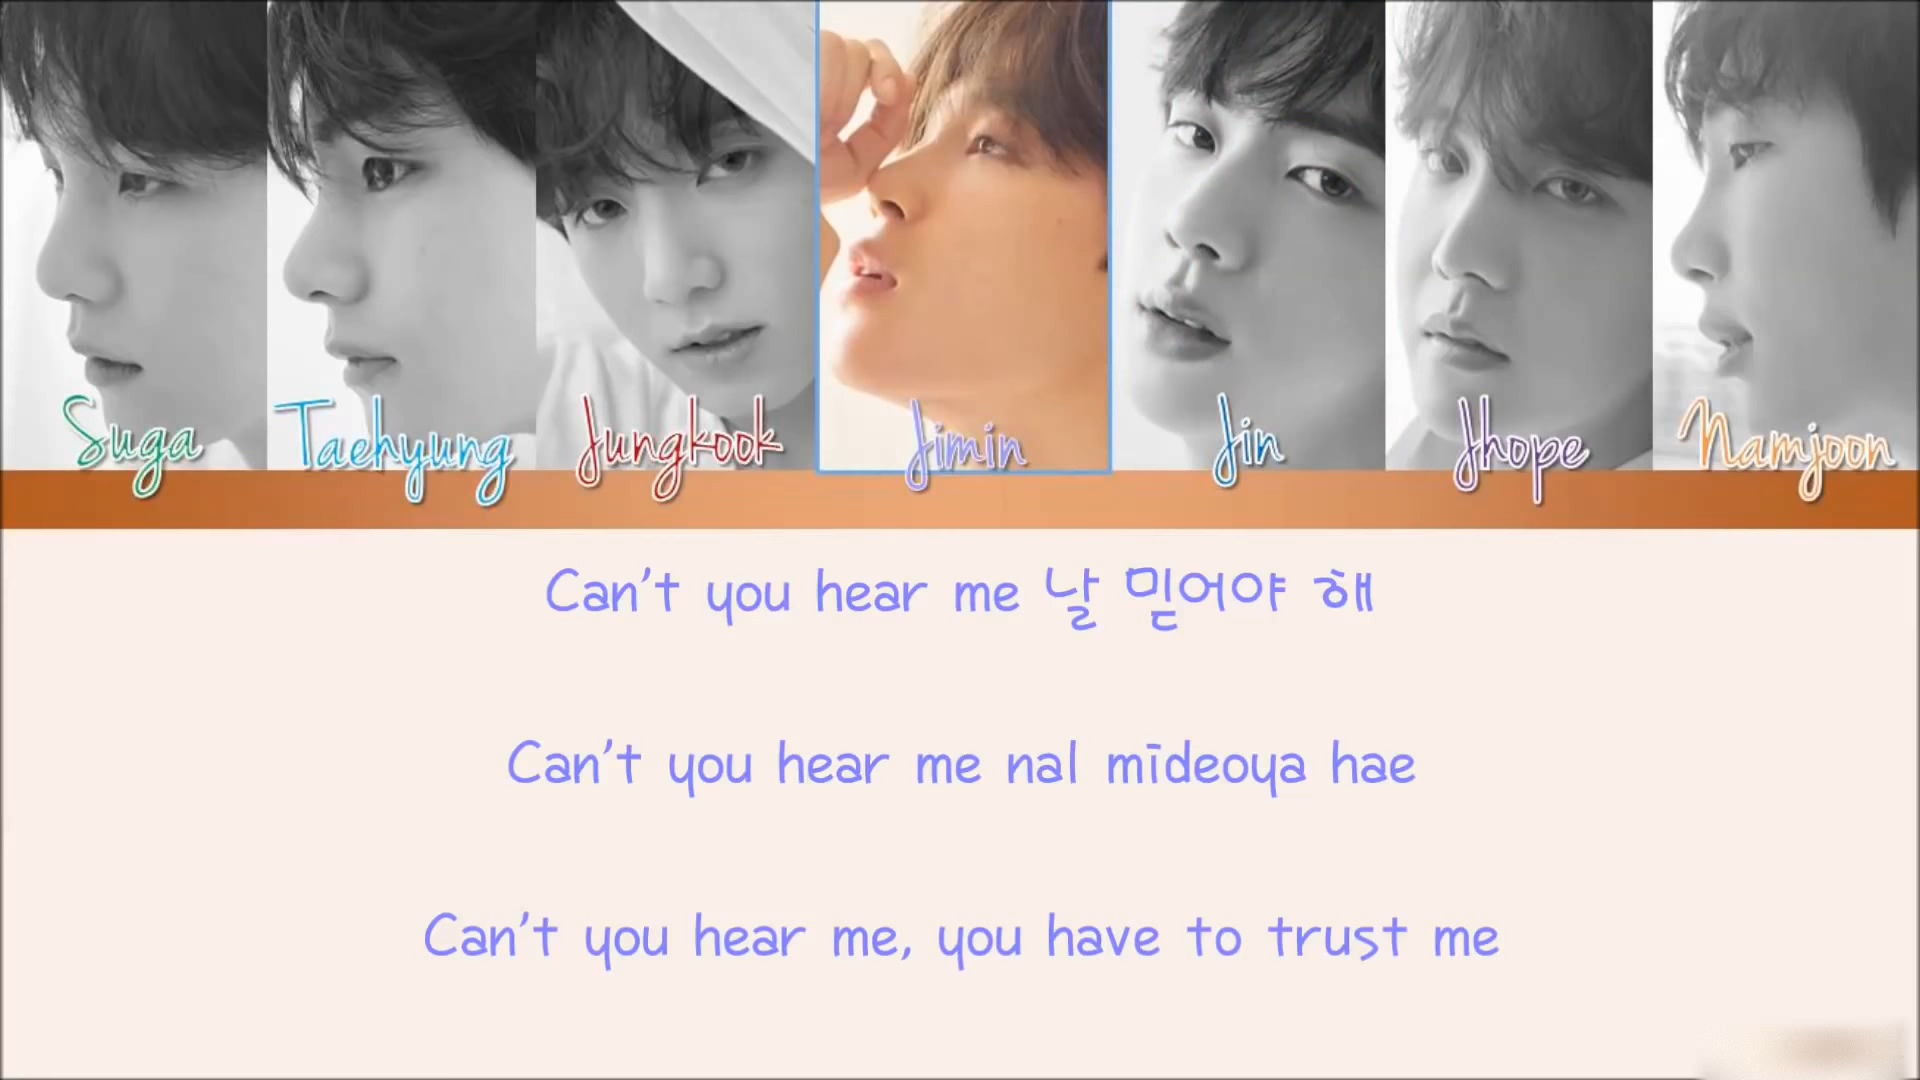 Suga Taehyung Jungkook Jimin Jin Jhope Namjoon
Can't you hear me 날 믿어야 해
Can't you hear me nal mideoya hae
Can't you hear me, you have to trust me